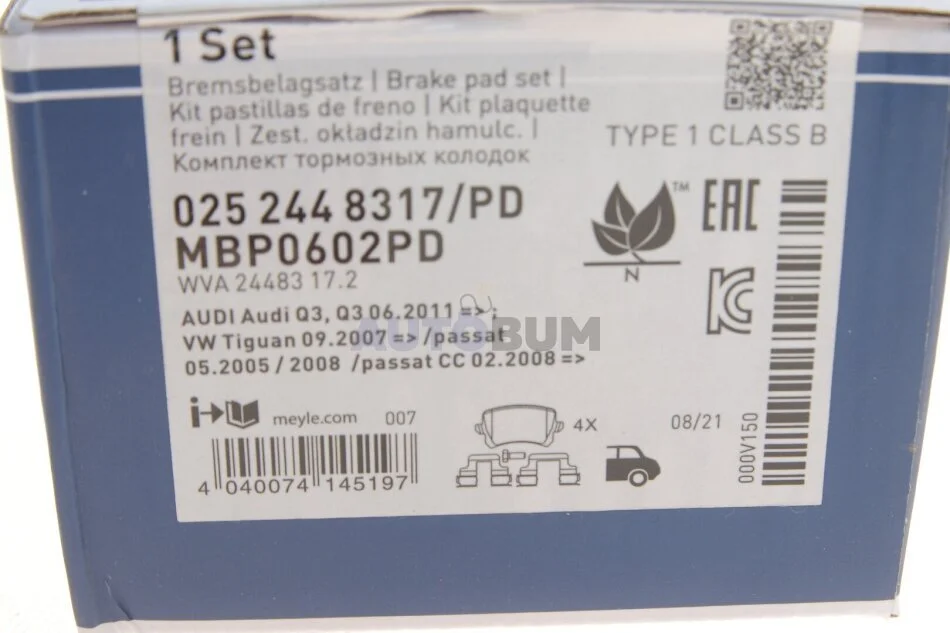 1 Set
Bremsbelagsatz | Brake pad set |
Kit pastillas de freno | Kit plaquette
frein | Zest. okładzin hamulc. |
Комплект тормозных колодок
TYPE 1 CLASS B
025 244 8317/PD
MBP0602PD
WVA 24483 17.2
TM
N
EAC
AUDI Audi Q3, Q3 06.2011 => ;
VW Tiguan 09.2007 => /passat
05.2005 / 2008 /passat CC 02.2008 =>
AUTOBUM
meyle.com 007
4X
08/21
000V150
4 040074 145197